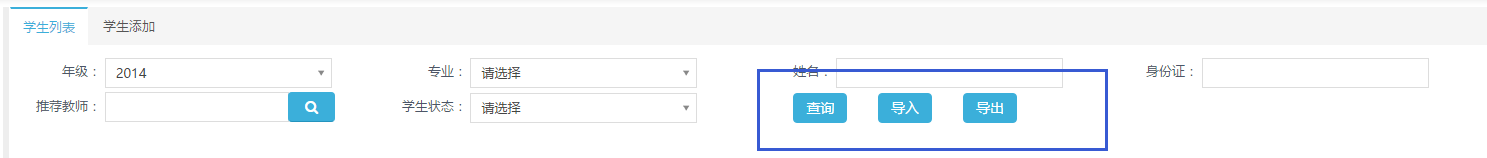 学生列表 学生添加
年级： 2014 专业： 请选择 姓名： 身份证：
推荐教师： 学生状态： 请选择 查询 导入 导出